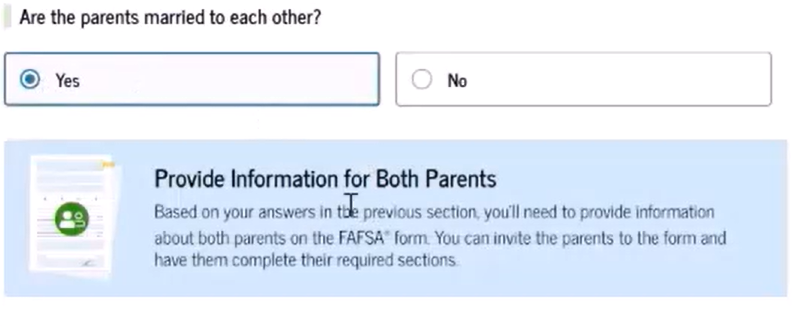 Are the parents married to each other?
Yes
No
Provide Information for Both Parents
Based on your answers in the previous section, you'll need to provide information
about both parents on the FAFSA® form. You can invite the parents to the form and
have them complete their required sections.